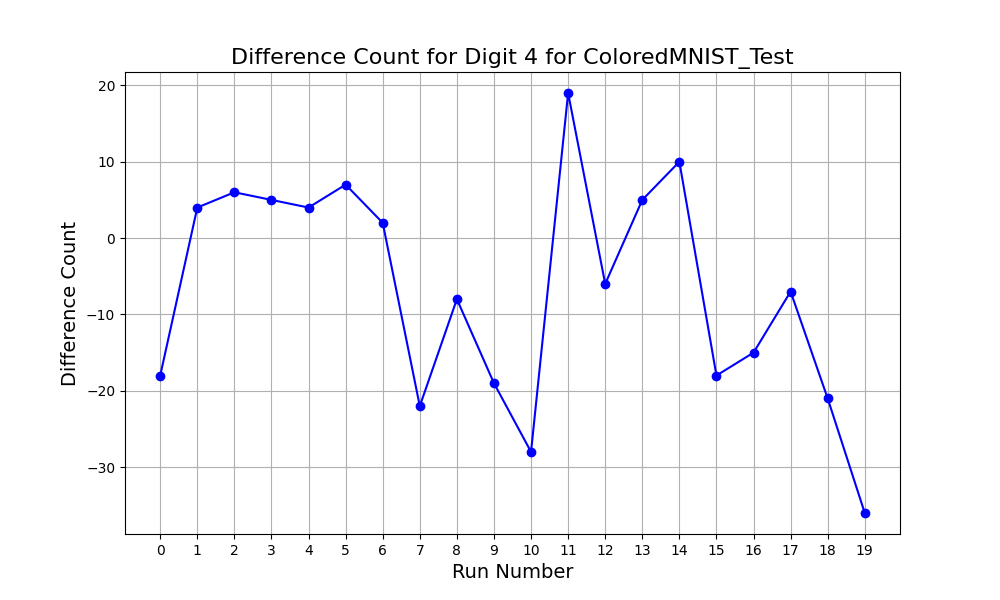 Difference Count for Digit 4 for ColoredMNIST_Test
20
10
0
−10
−20
−30
Difference Count
0 1 2 3 4 5 6 7 8 9 10 11 12 13 14 15 16 17 18 19
Run Number